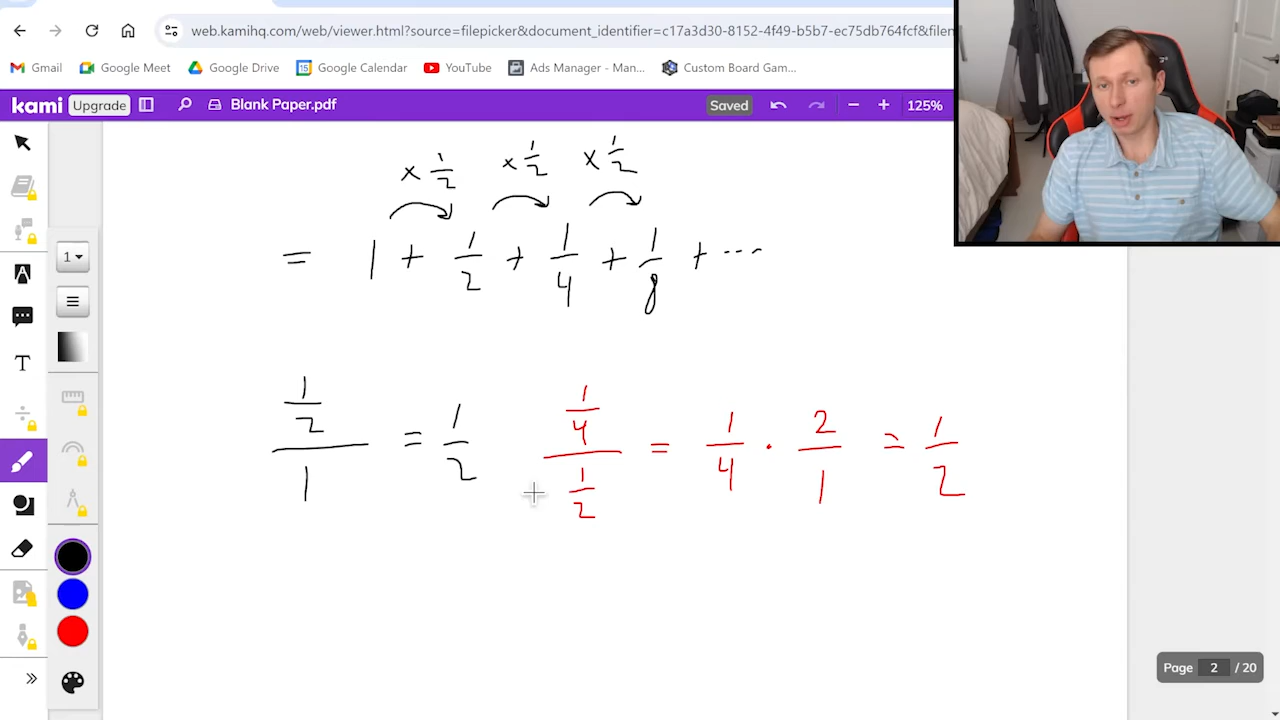 web.kamihq.com/web/viewer.html?source=filepicker&document_identifier=c17a3d30-8152-4f49-b5b7-ec75db764fcf&filen
Gmail Google Meet Google Drive 15 Google Calendar YouTube Ads Manager - Man... Custom Board Gam...
kami Upgrade Blank Paper.pdf Saved 125%
× 1/2 × 1/2 × 1/2
= 1 + 1/2 + 1/4 + 1/8 + ...
1/2 / 1 = 1/2
1/4 / 1/2 = 1/4 · 2/1 = 1/2
1
A
T
Page 2 / 20